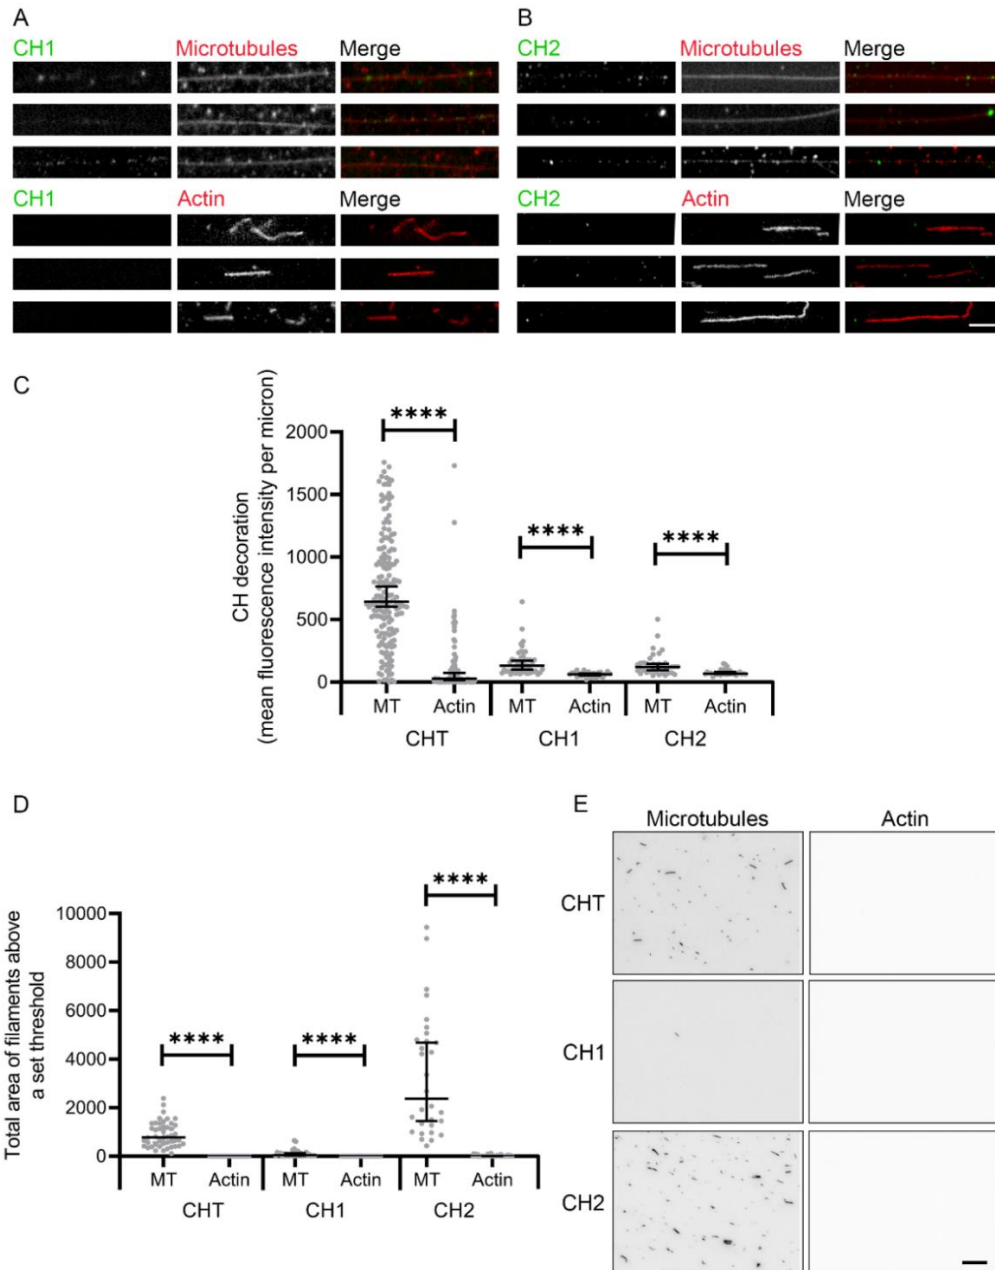 A
CH1 Microtubules Merge
CH1 Actin Merge
B
CH2 Microtubules Merge
CH2 Actin Merge
C
CH decoration
(mean fluorescence intensity per micron)
2000
1500
1000
500
0
****
****
****
MT Actin MT Actin MT Actin
CHT CH1 CH2
D
Total area of filaments above
a set threshold
10000
8000
6000
4000
2000
0
****
****
****
MT Actin MT Actin MT Actin
CHT CH1 CH2
E
Microtubules Actin
CHT
CH1
CH2